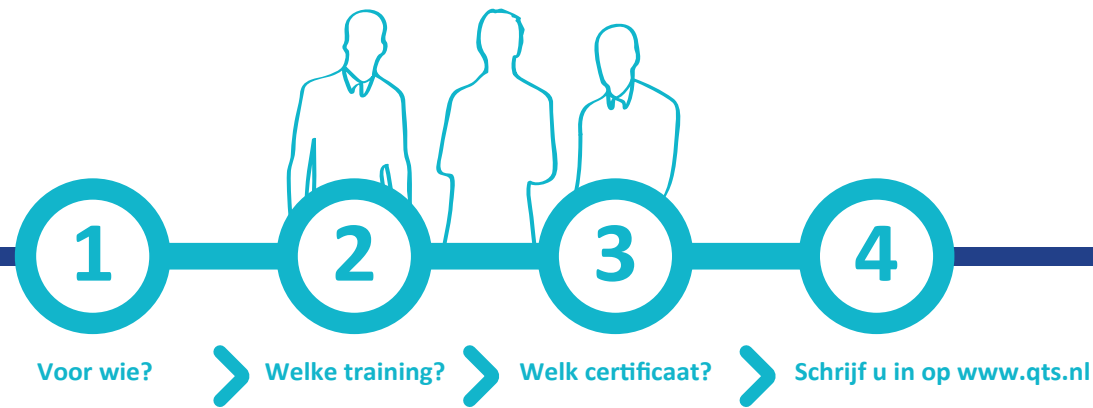 1 2 3 4
Voor wie? Welke training? Welk certificaat? Schrijf u in op www.qts.nl